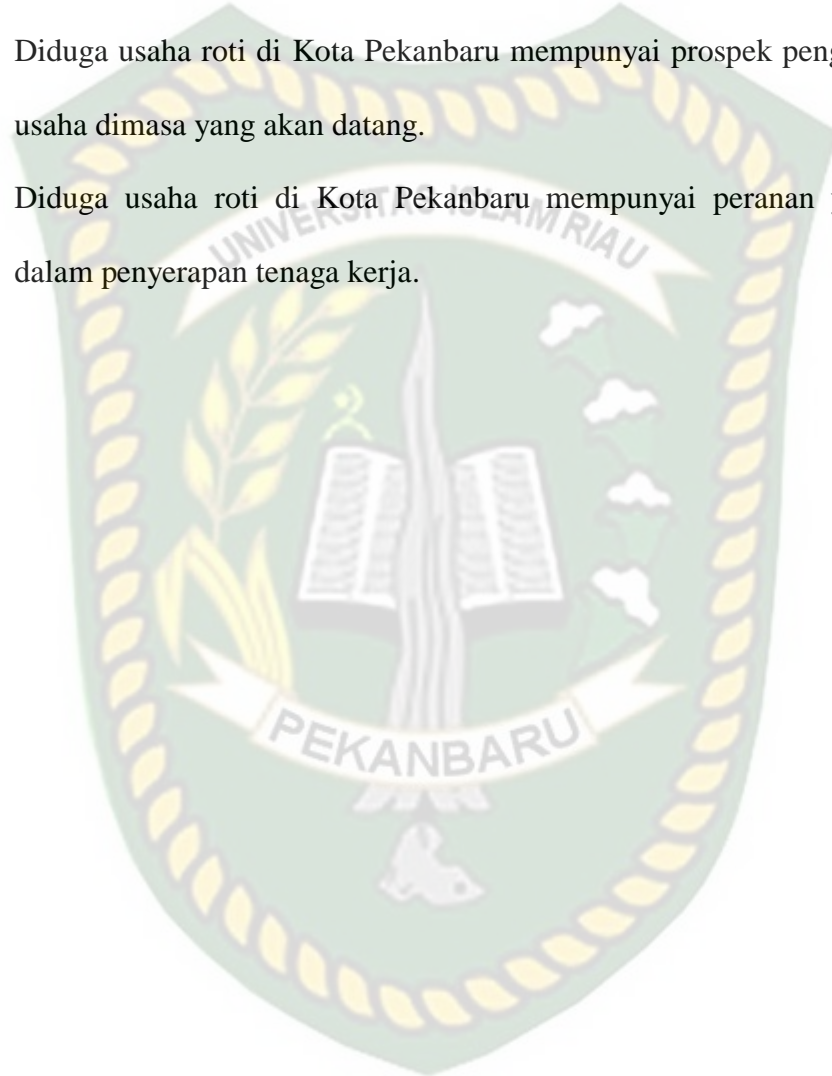 Diduga usaha roti di Kota Pekanbaru mempunyai prospek
usaha dimasa yang akan datang.
Diduga usaha roti di Kota Pekanbaru mempunyai peranan
dalam penyerapan tenaga kerja.
UNIVERSITAS ISLAM RIAU
PEKANBARU